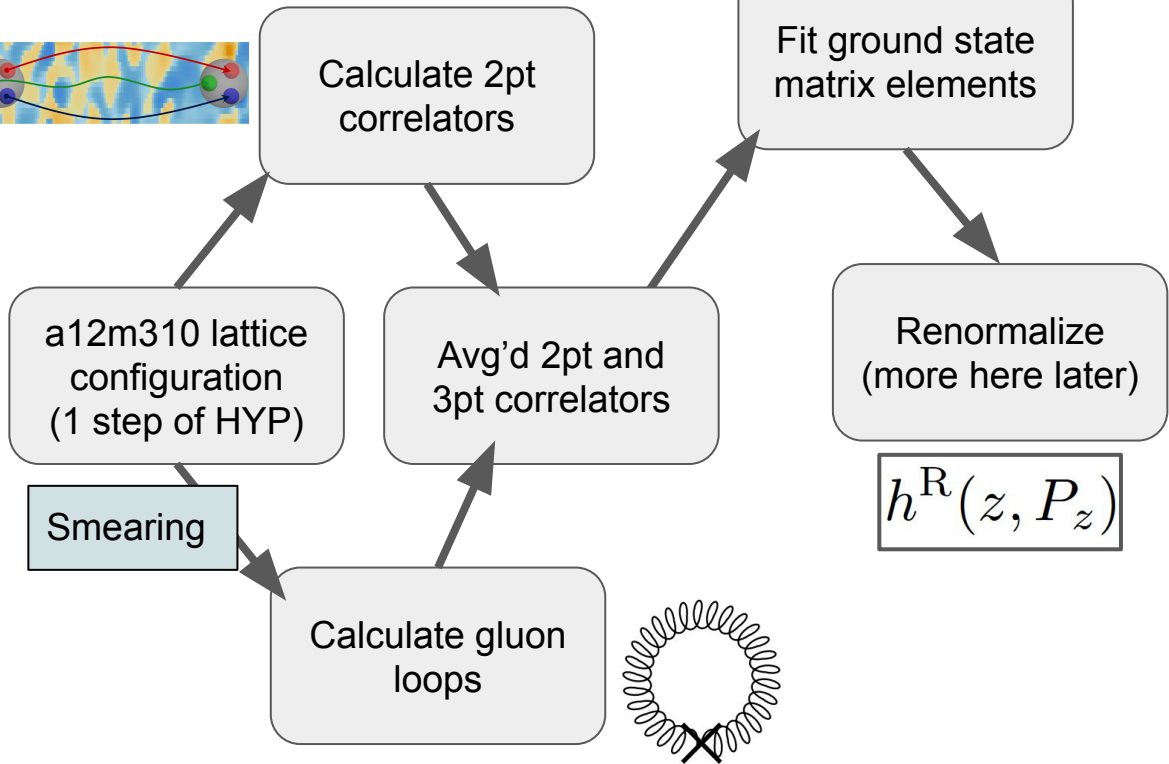 Calculate 2pt
correlators
Fit ground state
matrix elements
a12m310 lattice
configuration
(1 step of HYP)
Avg’d 2pt and
3pt correlators
Renormalize
(more here later)
h^R(z, P_z)
Smearing
Calculate gluon
loops